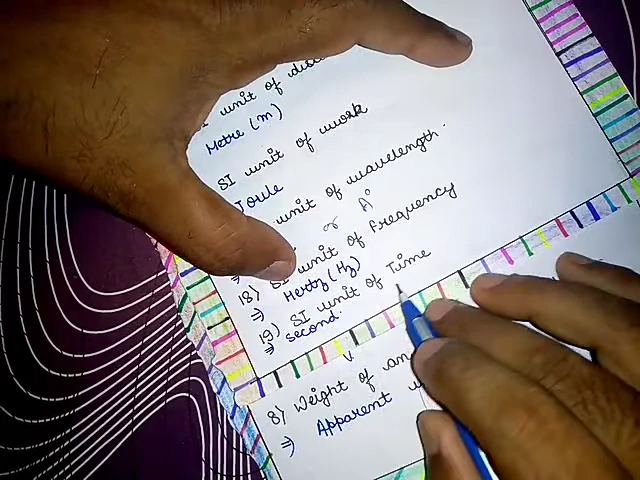 unit of
Metre (m)
SI unit of work
Joule
unit of wavelength.
or A°
18) SI unit of Frequency
⇒ Hertz (Hz)
19) SI unit of Time
⇒ second.
8) Weight of an
⇒ Apparent